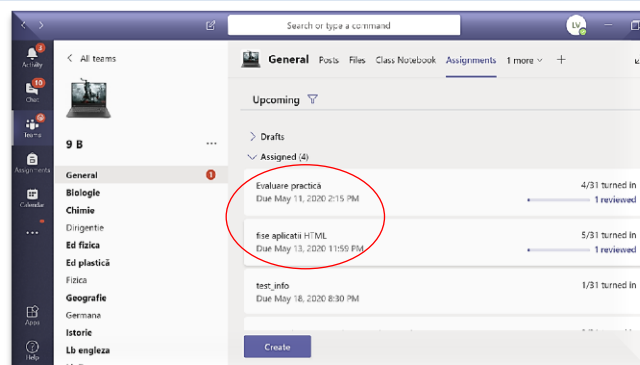 Search or type a command
LV
3
Activity
10
Chat
Teams
Assignments
Calendar
Apps
Help
All teams
9 B
General 1
Biologie
Chimie
Dirigentie
Ed fizica
Ed plastică
Fizica
Geografie
Germana
Istorie
Lb engleza
General Posts Files Class Notebook Assignments 1 more
Upcoming
Drafts
Assigned (4)
Evaluare practică 4/31 turned in
Due May 11, 2020 2:15 PM 1 reviewed
fise aplicatii HTML 5/31 turned in
Due May 13, 2020 11:59 PM 1 reviewed
test_info 1/31 turned in
Due May 18, 2020 8:30 PM
Create